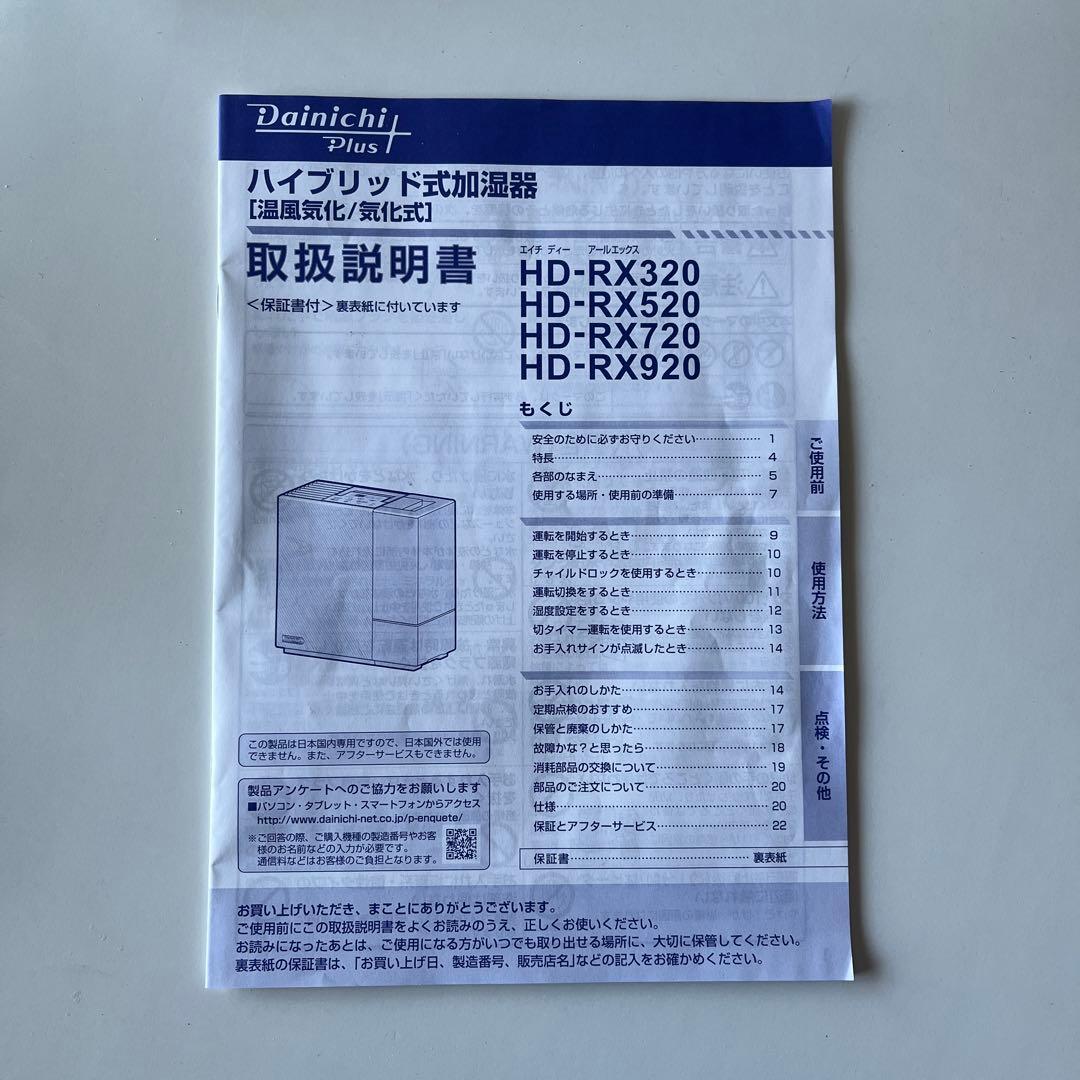 Dainichi
Plus
ハイブリッド式加湿器
[温風気化/気化式]
取扱説明書
<保証書付>裏表紙に付いています
エイチ ディー アールエックス
HD-RX320
HD-RX520
HD-RX720
HD-RX920
もくじ
安全のために必ずお守りください……………… 1
特長…………………………………………… 4
各部のなまえ………………………………… 5
使用する場所・使用前の準備………………… 7
ご使用前
運転を開始するとき………………………… 9
運転を停止するとき………………………… 10
チャイルドロックを使用するとき…………… 10
運転切換をするとき………………………… 11
湿度設定をするとき………………………… 12
切タイマー運転を使用するとき……………… 13
お手入れサインが点滅したとき……………… 14
使用方法
お手入れのしかた…………………………… 14
定期点検のおすすめ………………………… 17
保管と廃棄のしかた………………………… 17
故障かな?と思ったら……………………… 18
消耗部品の交換について…………………… 19
部品のご注文について……………………… 20
仕様…………………………………………… 20
保証とアフターサービス…………………… 22
点検・その他
保証書………………………………… 裏表紙
Dainichi
この製品は日本国内専用ですので、日本国外では使用
できません。また、アフターサービスもできません。
製品アンケートへのご協力をお願いします
■パソコン・タブレット・スマートフォンからアクセス
http://www.dainichi-net.co.jp/p-enquete/
※ご回答の際、ご購入機種の製造番号やお客
様のお名前などの入力が必要です。
通信料などはお客様のご負担となります。
お買い上げいただき、まことにありがとうございます。
ご使用前にこの取扱説明書をよくお読みのうえ、正しくお使いください。
お読みになったあとは、ご使用になる方がいつでも取り出せる場所に、大切に保管してください。
裏表紙の保証書は、「お買い上げ日、製造番号、販売店名」などの記入をお確かめください。